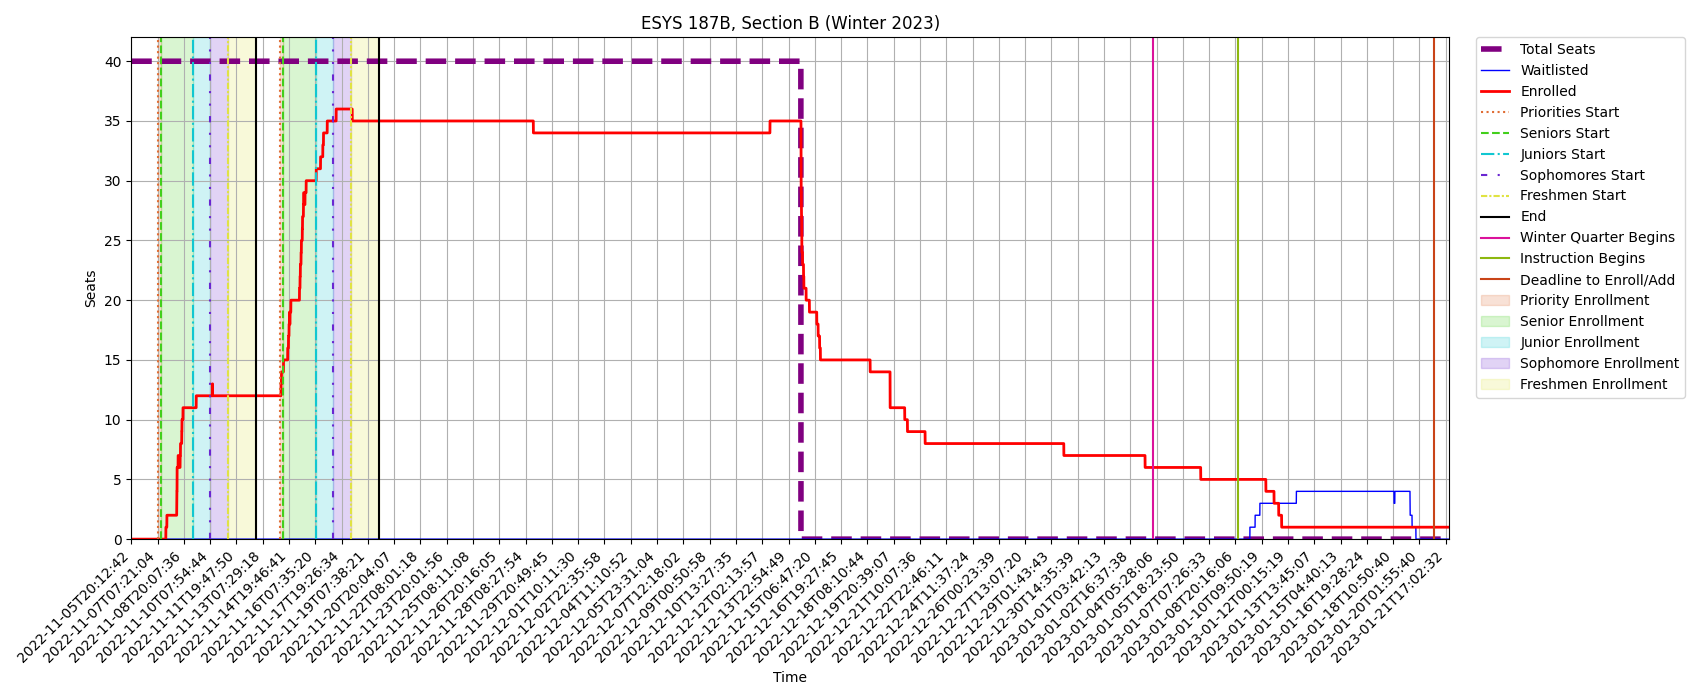 ESYS 187B, Section B (Winter 2023)
Seats
40
35
30
25
20
15
10
5
0
2022-11-05T20:12:42
2022-11-07T07:21:04
2022-11-08T20:07:36
2022-11-10T07:54:44
2022-11-11T19:47:50
2022-11-13T07:29:18
2022-11-14T19:46:41
2022-11-16T07:35:20
2022-11-17T19:26:34
2022-11-19T07:38:21
2022-11-20T20:04:07
2022-11-22T08:01:18
2022-11-23T20:01:56
2022-11-25T08:11:08
2022-11-26T20:16:05
2022-11-28T08:27:54
2022-11-29T20:49:45
2022-12-01T10:11:30
2022-12-02T22:35:58
2022-12-04T11:10:52
2022-12-05T23:31:04
2022-12-07T12:18:02
2022-12-09T00:50:58
2022-12-10T13:27:35
2022-12-12T02:13:57
2022-12-13T22:54:49
2022-12-15T06:47:20
2022-12-16T19:27:45
2022-12-18T08:10:44
2022-12-19T20:39:07
2022-12-21T10:07:36
2022-12-22T22:46:11
2022-12-24T11:37:24
2022-12-26T00:23:39
2022-12-27T13:07:20
2022-12-29T01:43:43
2022-12-30T14:35:39
2023-01-01T03:42:13
2023-01-02T16:37:38
2023-01-04T05:28:06
2023-01-05T18:23:50
2023-01-07T07:26:33
2023-01-08T20:16:06
2023-01-10T09:50:19
2023-01-12T00:15:19
2023-01-13T13:45:07
2023-01-15T04:40:13
2023-01-16T19:28:24
2023-01-18T10:50:40
2023-01-20T01:55:40
2023-01-21T17:02:32
Time
Total Seats
Waitlisted
Enrolled
Priorities Start
Seniors Start
Juniors Start
Sophomores Start
Freshmen Start
End
Winter Quarter Begins
Instruction Begins
Deadline to Enroll/Add
Priority Enrollment
Senior Enrollment
Junior Enrollment
Sophomore Enrollment
Freshmen Enrollment